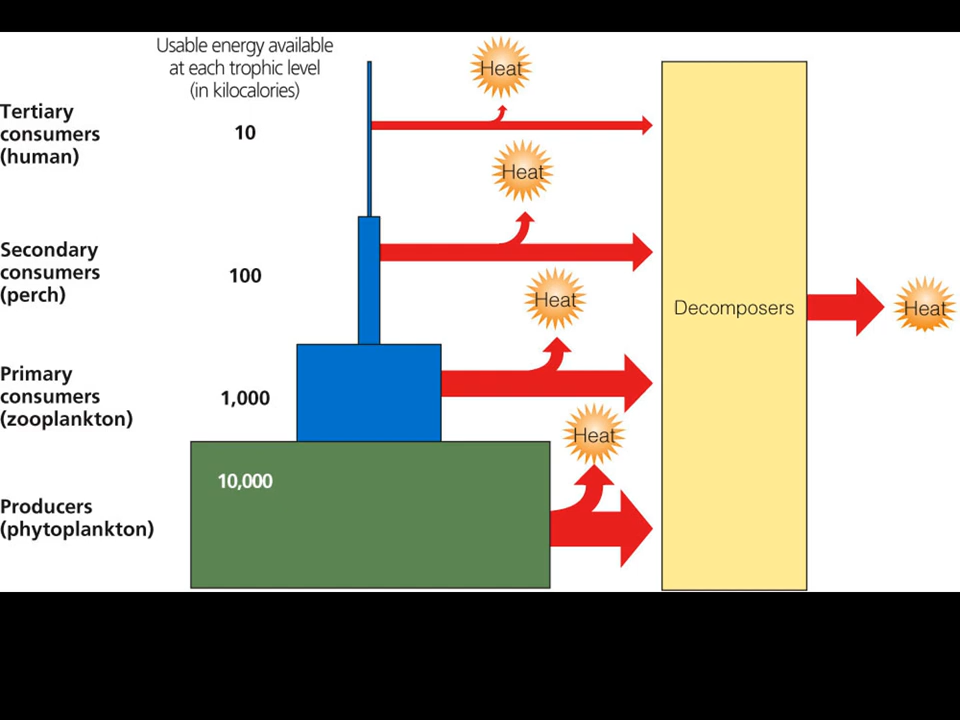 Usable energy available
at each trophic level
(in kilocalories)
Heat
Tertiary
consumers
(human)
10
Heat
Secondary
consumers
(perch)
100
Heat
Decomposers
Heat
Primary
consumers
(zooplankton)
1,000
Heat
10,000
Producers
(phytoplankton)